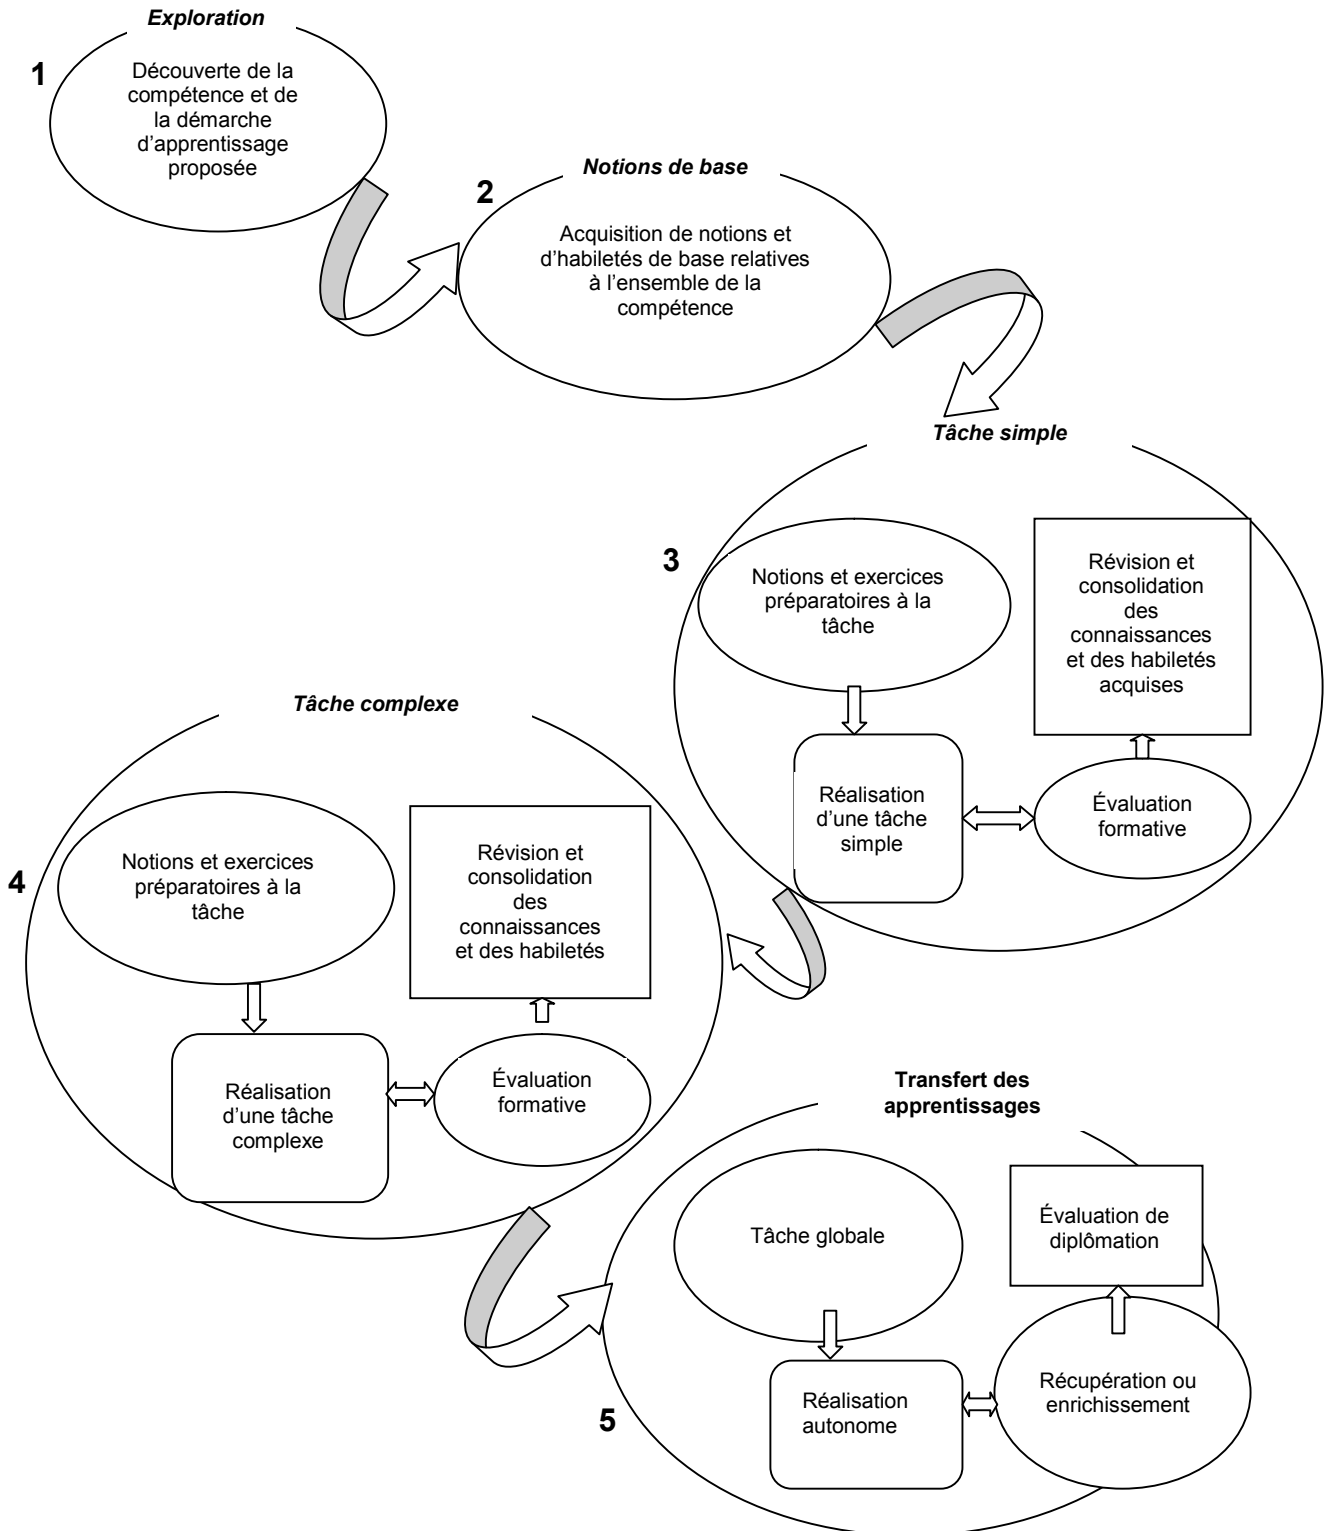 Exploration
1
Découverte de la
compétence et de
la démarche
d’apprentissage
proposée
Notions de base
2
Acquisition de notions et
d’habiletés de base relatives
à l’ensemble de la
compétence
Tâche simple
3
Notions et exercices
préparatoires à la
tâche
Révision et
consolidation
des
connaissances
et des habiletés
acquises
Réalisation
d’une tâche
simple
Évaluation
formative
Tâche complexe
4
Notions et exercices
préparatoires à la
tâche
Révision et
consolidation
des
connaissances
et des habiletés
Réalisation
d’une tâche
complexe
Évaluation
formative
Transfert des
apprentissages
5
Tâche globale
Évaluation de
diplômation
Réalisation
autonome
Récupération ou
enrichissement